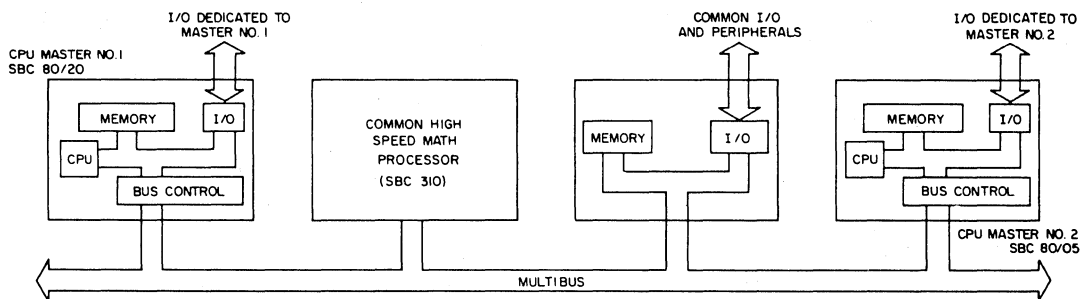 I/O DEDICATED TO
MASTER NO.1
COMMON I/O
AND PERIPHERALS
I/O DEDICATED TO
MASTER NO.2
CPU MASTER NO.1
SBC 80/20
MEMORY
I/O
CPU
BUS CONTROL
COMMON HIGH
SPEED MATH
PROCESSOR
(SBC 310)
MEMORY
I/O
MEMORY
I/O
CPU
BUS CONTROL
CPU MASTER NO. 2
SBC 80/05
MULTIBUS